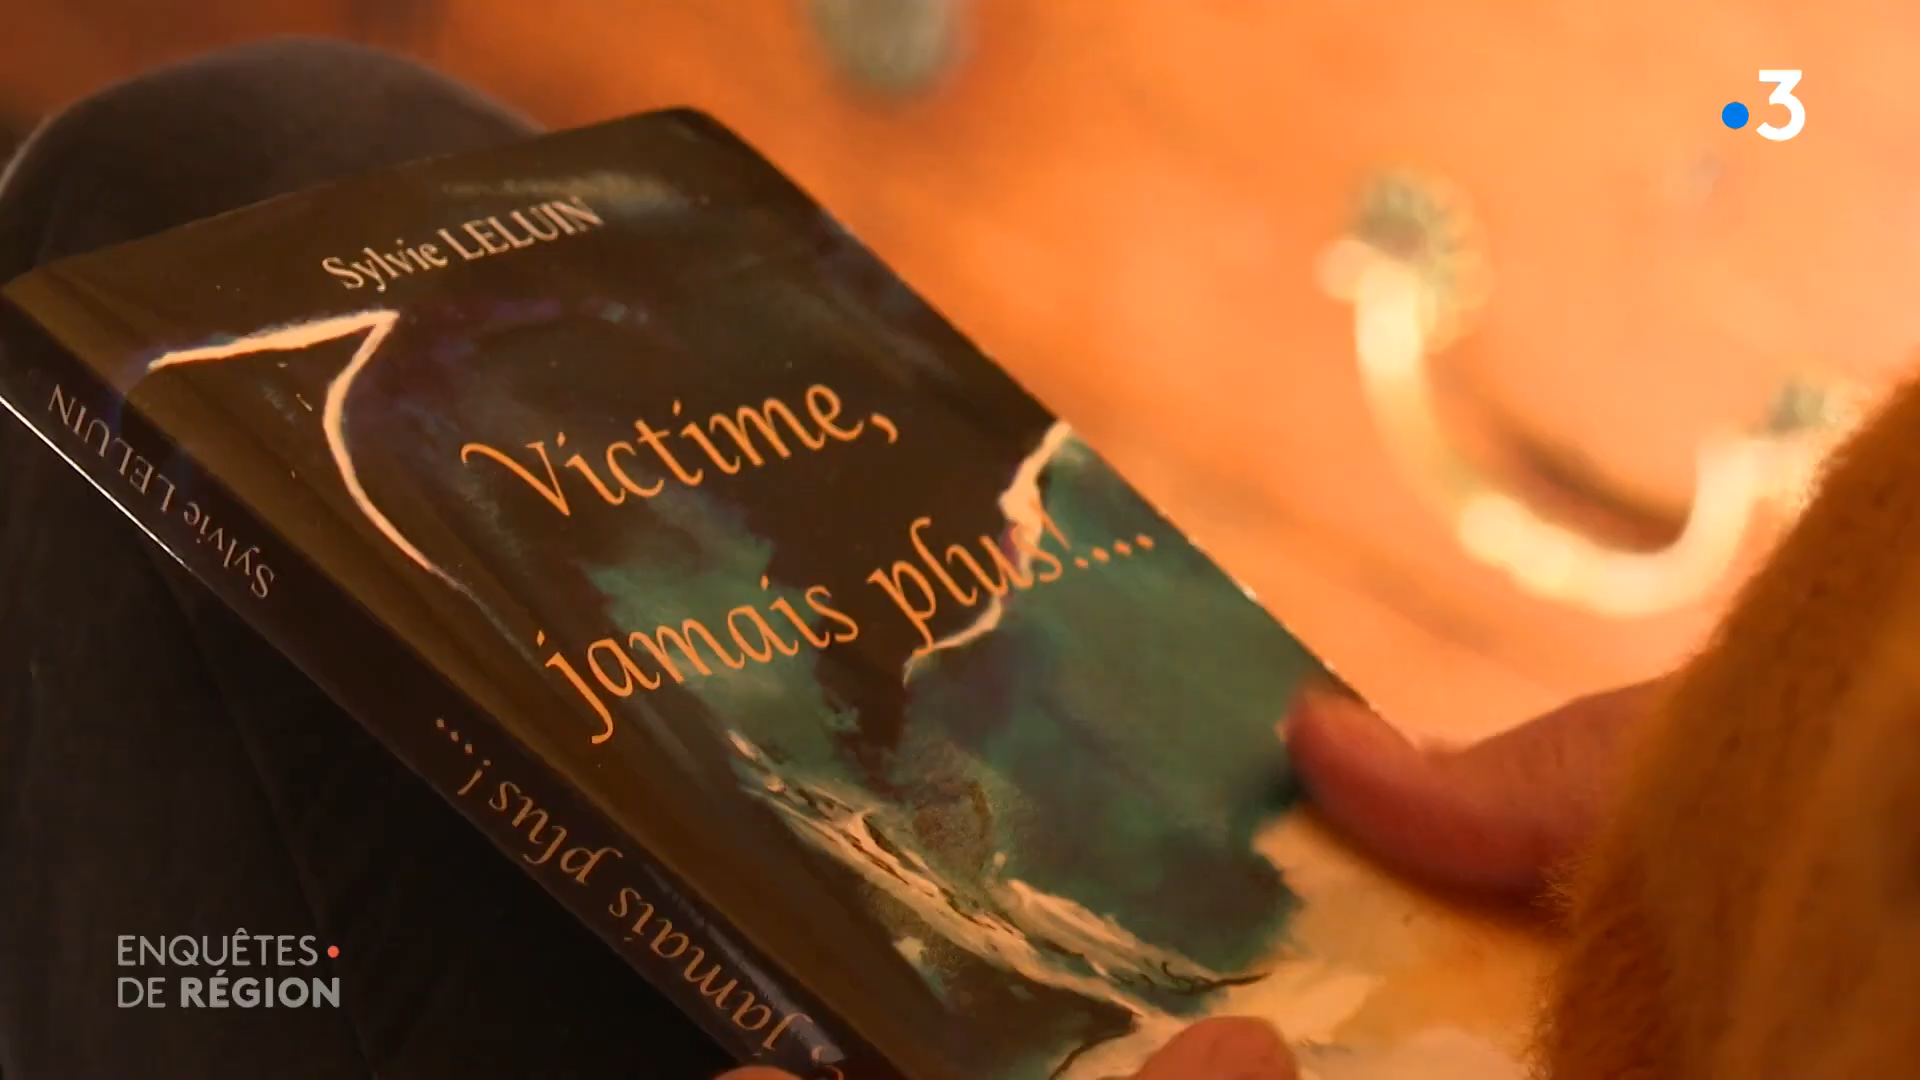 3
Sylvie LELUIN
Victime,
jamais plus!....
Sylvie LELUIN
jamais plus !...
ENQUÊTES
DE RÉGION